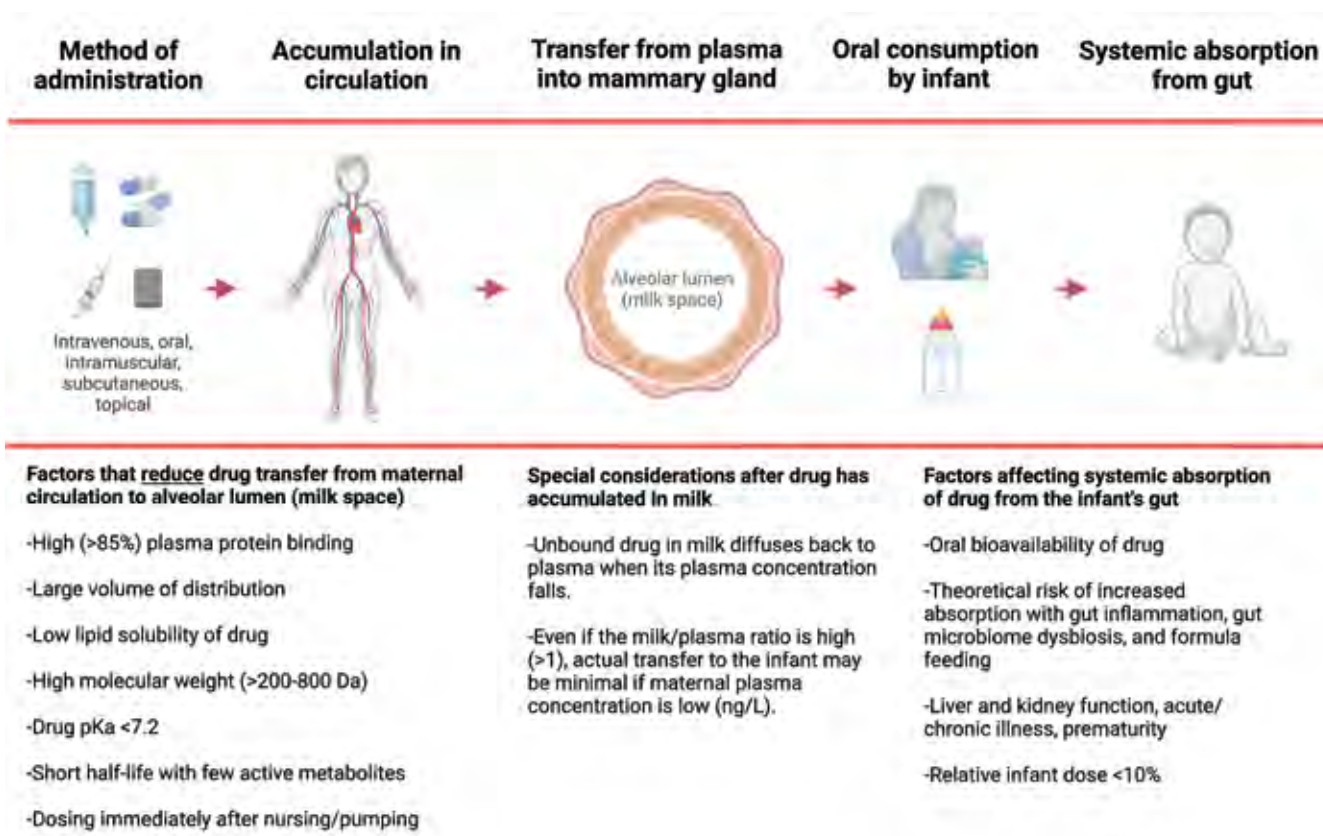 Method of
administration
Accumulation in
circulation
Transfer from plasma
into mammary gland
Oral consumption
by infant
Systemic absorption
from gut
Intravenous, oral,
intramuscular,
subcutaneous,
topical
Alveolar lumen
(milk space)
Factors that reduce drug transfer from maternal
circulation to alveolar lumen (milk space)
-High (>85%) plasma protein binding
-Large volume of distribution
-Low lipid solubility of drug
-High molecular weight (>200-800 Da)
-Drug pKa <7.2
-Short half-life with few active metabolites
-Dosing immediately after nursing/pumping
Special considerations after drug has
accumulated in milk
-Unbound drug in milk diffuses back to
plasma when its plasma concentration
falls.
-Even if the milk/plasma ratio is high
(>1), actual transfer to the infant may
be minimal if maternal plasma
concentration is low (ng/L).
Factors affecting systemic absorption
of drug from the infant's gut
-Oral bioavailability of drug
-Theoretical risk of increased
absorption with gut inflammation, gut
microbiome dysbiosis, and formula
feeding
-Liver and kidney function, acute/
chronic illness, prematurity
-Relative infant dose <10%